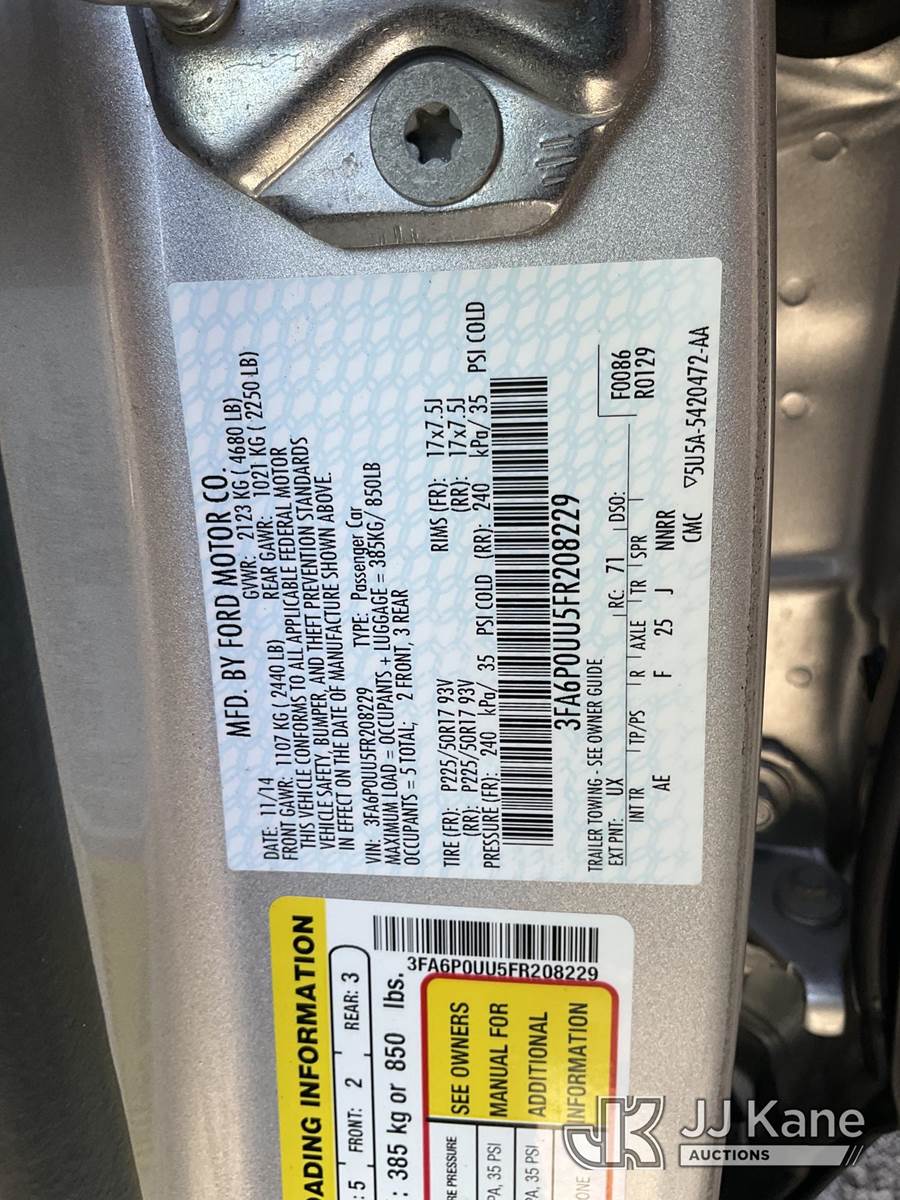 MFD. BY FORD MOTOR CO.
DATE: 11/14 GVWR: 2123 KG ( 4680 LB)
FRONT GAWR: 1107 KG ( 2440 LB) REAR GAWR: 1021 KG ( 2250 LB)
THIS VEHICLE CONFORMS TO ALL APPLICABLE FEDERAL MOTOR
VEHICLE SAFETY, BUMPER, AND THEFT PREVENTION STANDARDS
IN EFFECT ON THE DATE OF MANUFACTURE SHOWN ABOVE.
VIN: 3FA6P0UU5FR208229 TYPE: Passenger Car
MAXIMUM LOAD = OCCUPANTS + LUGGAGE = 385KG/ 850LB
OCCUPANTS = 5 TOTAL; 2 FRONT, 3 REAR
TIRE (FR): P225/50R17 93V RIMS (FR): 17x7.5J
(RR): P225/50R17 93V (RR): 17x7.5J
PRESSURE (FR): 240 kPa/ 35 PSI COLD (RR): 240 kPa/ 35 PSI COLD
3FA6P0UU5FR208229
TRAILER TOWING - SEE OWNER GUIDE F0086
EXT PNT: UX RC: 71 DSO: R0129
INT TR TP/PS R AXLE TR SPR
AE F 25 J NNRR
CMC ▽5U5A-5420472-AA
ADING INFORMATION
: 5 FRONT: 2 REAR: 3
: 385 kg or 850 lbs.
3FA6P0UU5FR208229
RE PRESSURE
PA, 35 PSI
PA, 35 PSI
ONE
SEE OWNERS
MANUAL FOR
ADDITIONAL
INFORMATION
JK JJ Kane
AUCTIONS